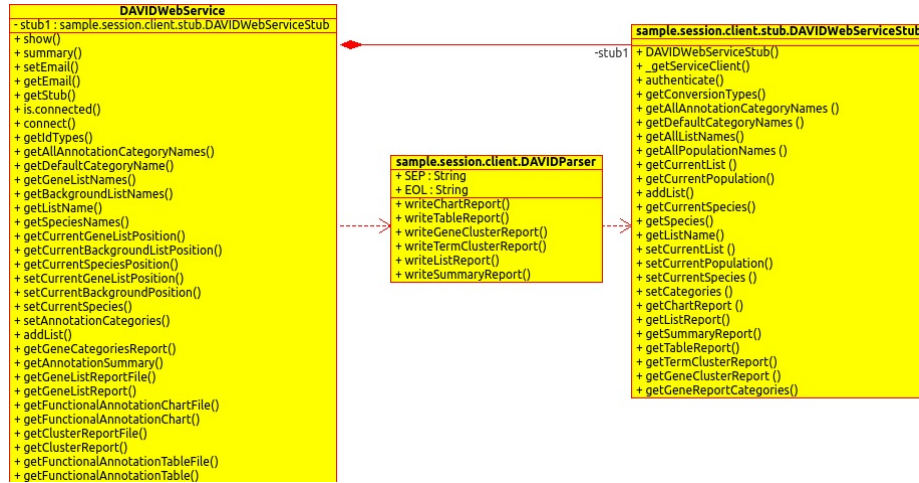 DAVIDWebService
- stub1 : sample.session.client.stub.DAVIDWebServiceStub
+ show()
+ summary()
+ setEmail()
+ getEmail()
+ getStub()
+ is.connected()
+ connect()
+ getIdTypes()
+ getAllAnnotationCategoryNames()
+ getDefaultCategoryName()
+ getGeneListNames()
+ getBackgroundListNames()
+ getListName()
+ getSpeciesNames()
+ getCurrentGeneListPosition()
+ getCurrentBackgroundListPosition()
+ getCurrentSpeciesPosition()
+ setCurrentGeneListPosition()
+ setCurrentBackgroundPosition()
+ setCurrentSpecies()
+ setAnnotationCategories()
+ addList()
+ getGeneCategoriesReport()
+ getAnnotationSummary()
+ getGeneListReportFile()
+ getGeneListReport()
+ getFunctionalAnnotationChartFile()
+ getFunctionalAnnotationChart()
+ getClusterReportFile()
+ getClusterReport()
+ getFunctionalAnnotationTableFile()
+ getFunctionalAnnotationTable()
-stub1
sample.session.client.DAVIDParser
+ SEP : String
+ EOL : String
+ writeChartReport()
+ writeTableReport()
+ writeGeneClusterReport()
+ writeTermClusterReport()
+ writeListReport()
+ writeSummaryReport()
sample.session.client.stub.DAVIDWebServiceStub
+ DAVIDWebServiceStub()
+ _getServiceClient()
+ authenticate()
+ getConversionTypes()
+ getAllAnnotationCategoryNames ()
+ getDefaultCategoryNames ()
+ getAllListNames()
+ getAllPopulationNames ()
+ getCurrentList ()
+ getCurrentPopulation()
+ addList()
+ getCurrentSpecies()
+ getSpecies()
+ getListName()
+ setCurrentList ()
+ setCurrentPopulation()
+ setCurrentSpecies ()
+ setCategories ()
+ getChartReport ()
+ getListReport()
+ getSummaryReport()
+ getTableReport()
+ getTermClusterReport()
+ getGeneClusterReport ()
+ getGeneReportCategories()